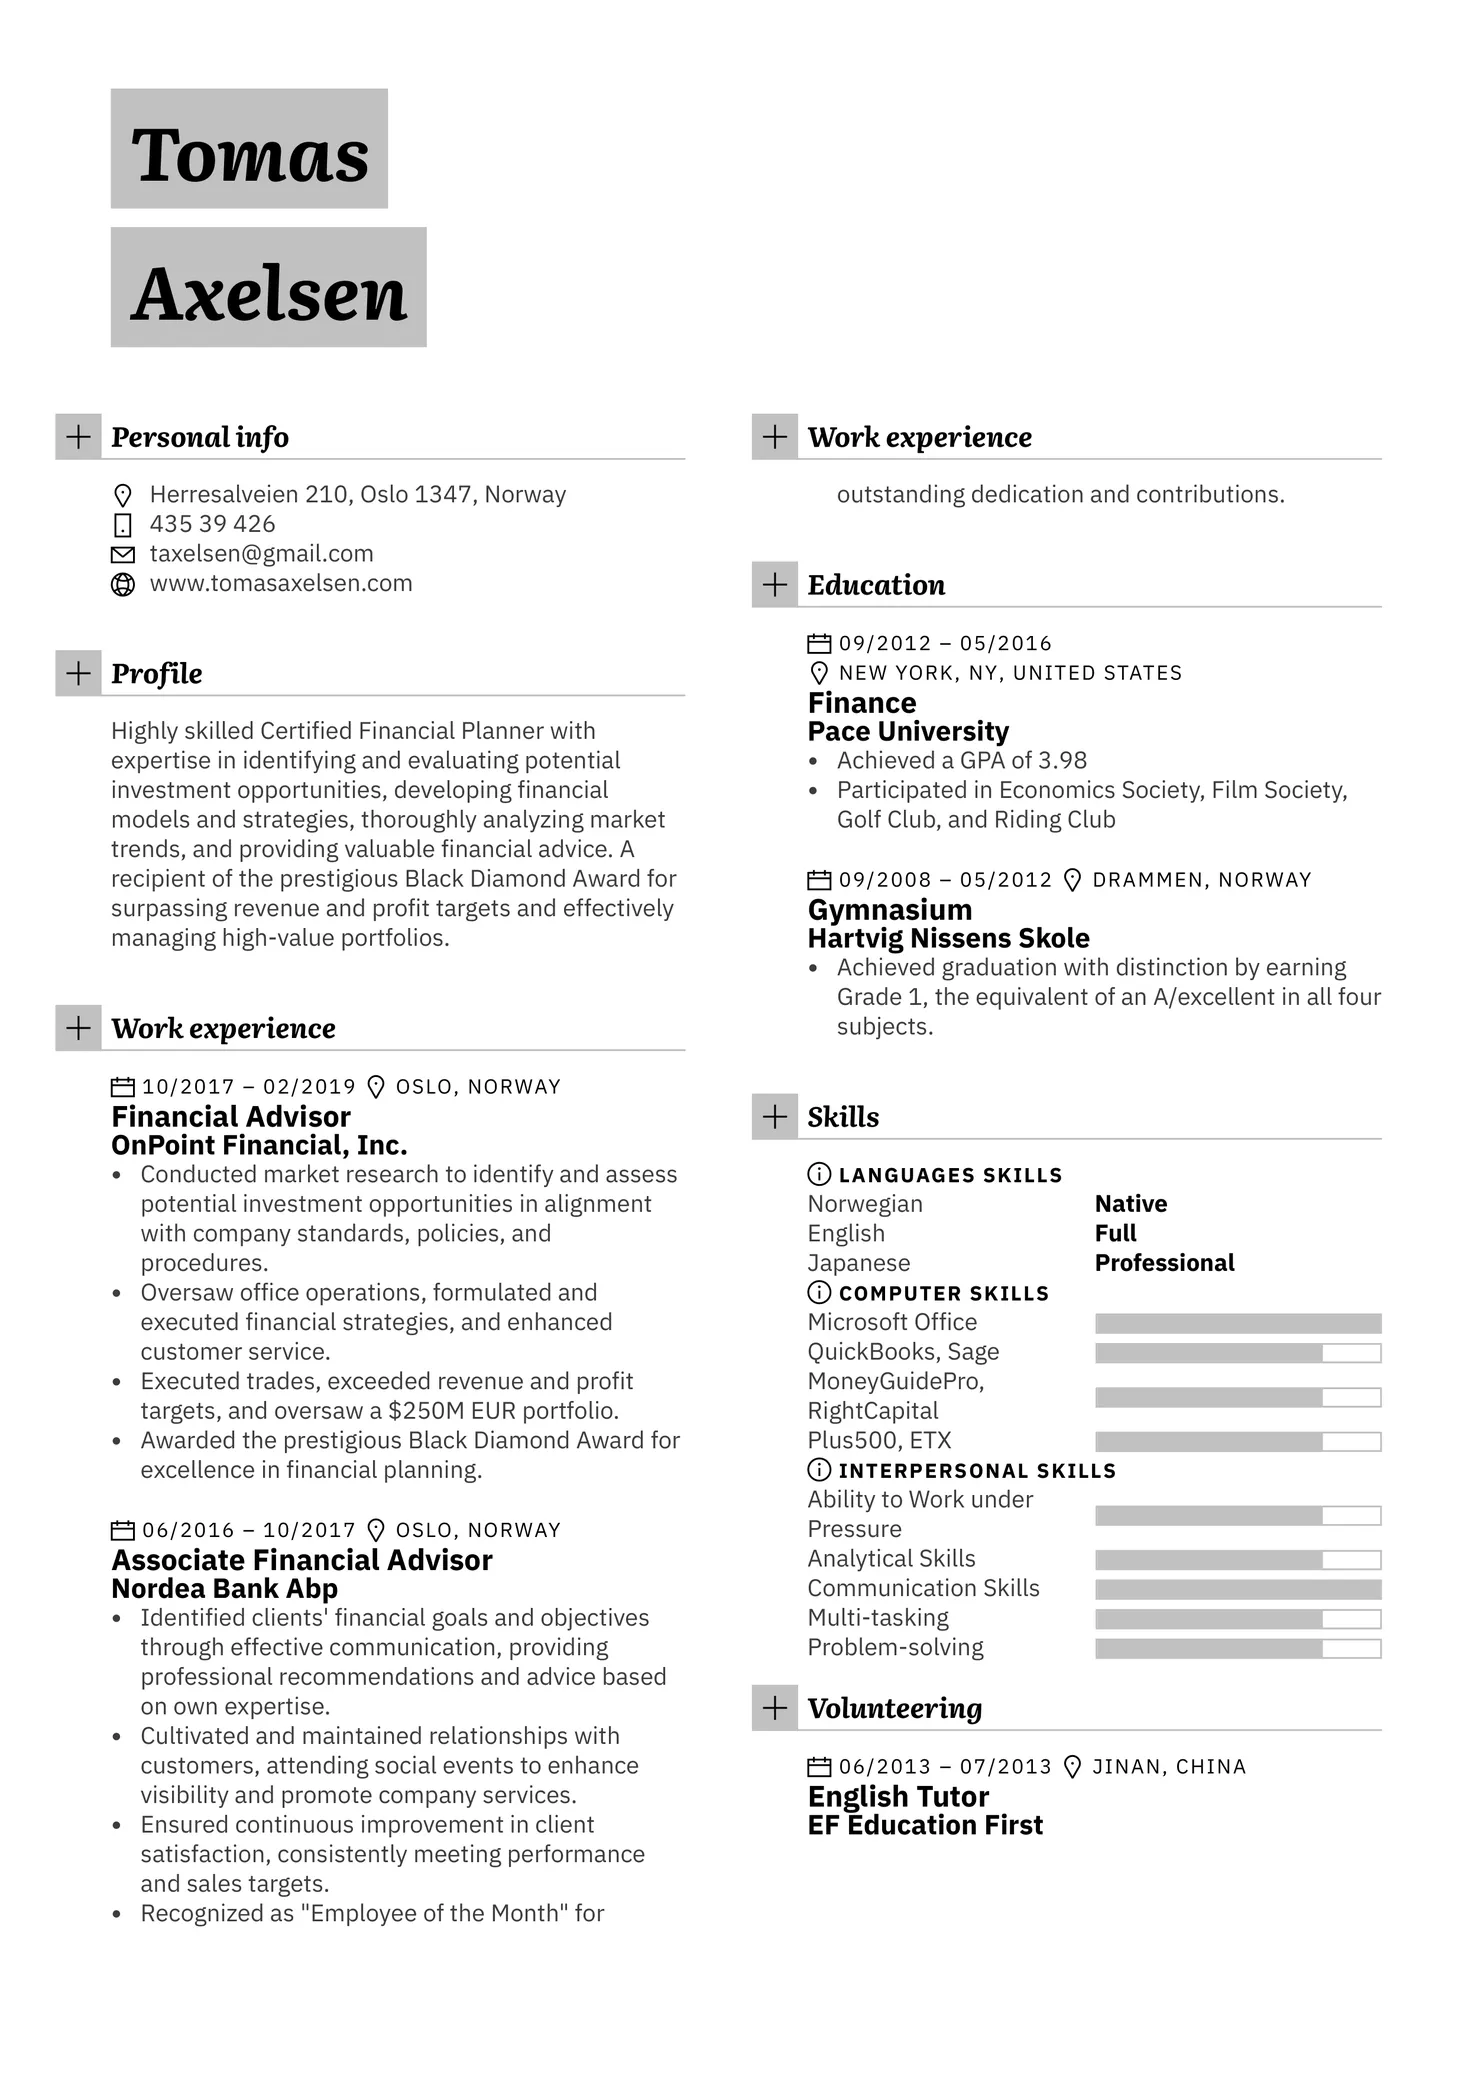 Tomas
Axelsen
Personal info
Herresalveien 210, Oslo 1347, Norway
435 39 426
taxelsen@gmail.com
www.tomasaxelsen.com
Profile
Highly skilled Certified Financial Planner with
expertise in identifying and evaluating potential
investment opportunities, developing financial
models and strategies, thoroughly analyzing market
trends, and providing valuable financial advice. A
recipient of the prestigious Black Diamond Award for
surpassing revenue and profit targets and effectively
managing high-value portfolios.
Work experience
10/2017 – 02/2019 OSLO, NORWAY
Financial Advisor
OnPoint Financial, Inc.
• Conducted market research to identify and assess
potential investment opportunities in alignment
with company standards, policies, and
procedures.
• Oversaw office operations, formulated and
executed financial strategies, and enhanced
customer service.
• Executed trades, exceeded revenue and profit
targets, and oversaw a $250M EUR portfolio.
• Awarded the prestigious Black Diamond Award for
excellence in financial planning.
06/2016 – 10/2017 OSLO, NORWAY
Associate Financial Advisor
Nordea Bank Abp
• Identified clients' financial goals and objectives
through effective communication, providing
professional recommendations and advice based
on own expertise.
• Cultivated and maintained relationships with
customers, attending social events to enhance
visibility and promote company services.
• Ensured continuous improvement in client
satisfaction, consistently meeting performance
and sales targets.
• Recognized as "Employee of the Month" for
Work experience
outstanding dedication and contributions.
Education
09/2012 – 05/2016
NEW YORK, NY, UNITED STATES
Finance
Pace University
• Achieved a GPA of 3.98
• Participated in Economics Society, Film Society,
Golf Club, and Riding Club
09/2008 – 05/2012 DRAMMEN, NORWAY
Gymnasium
Hartvig Nissens Skole
• Achieved graduation with distinction by earning
Grade 1, the equivalent of an A/excellent in all four
subjects.
Skills
LANGUAGES SKILLS
Norwegian Native
English Full
Japanese Professional
COMPUTER SKILLS
Microsoft Office
QuickBooks, Sage
MoneyGuidePro,
RightCapital
Plus500, ETX
INTERPERSONAL SKILLS
Ability to Work under
Pressure
Analytical Skills
Communication Skills
Multi-tasking
Problem-solving
Volunteering
06/2013 – 07/2013 JINAN, CHINA
English Tutor
EF Education First